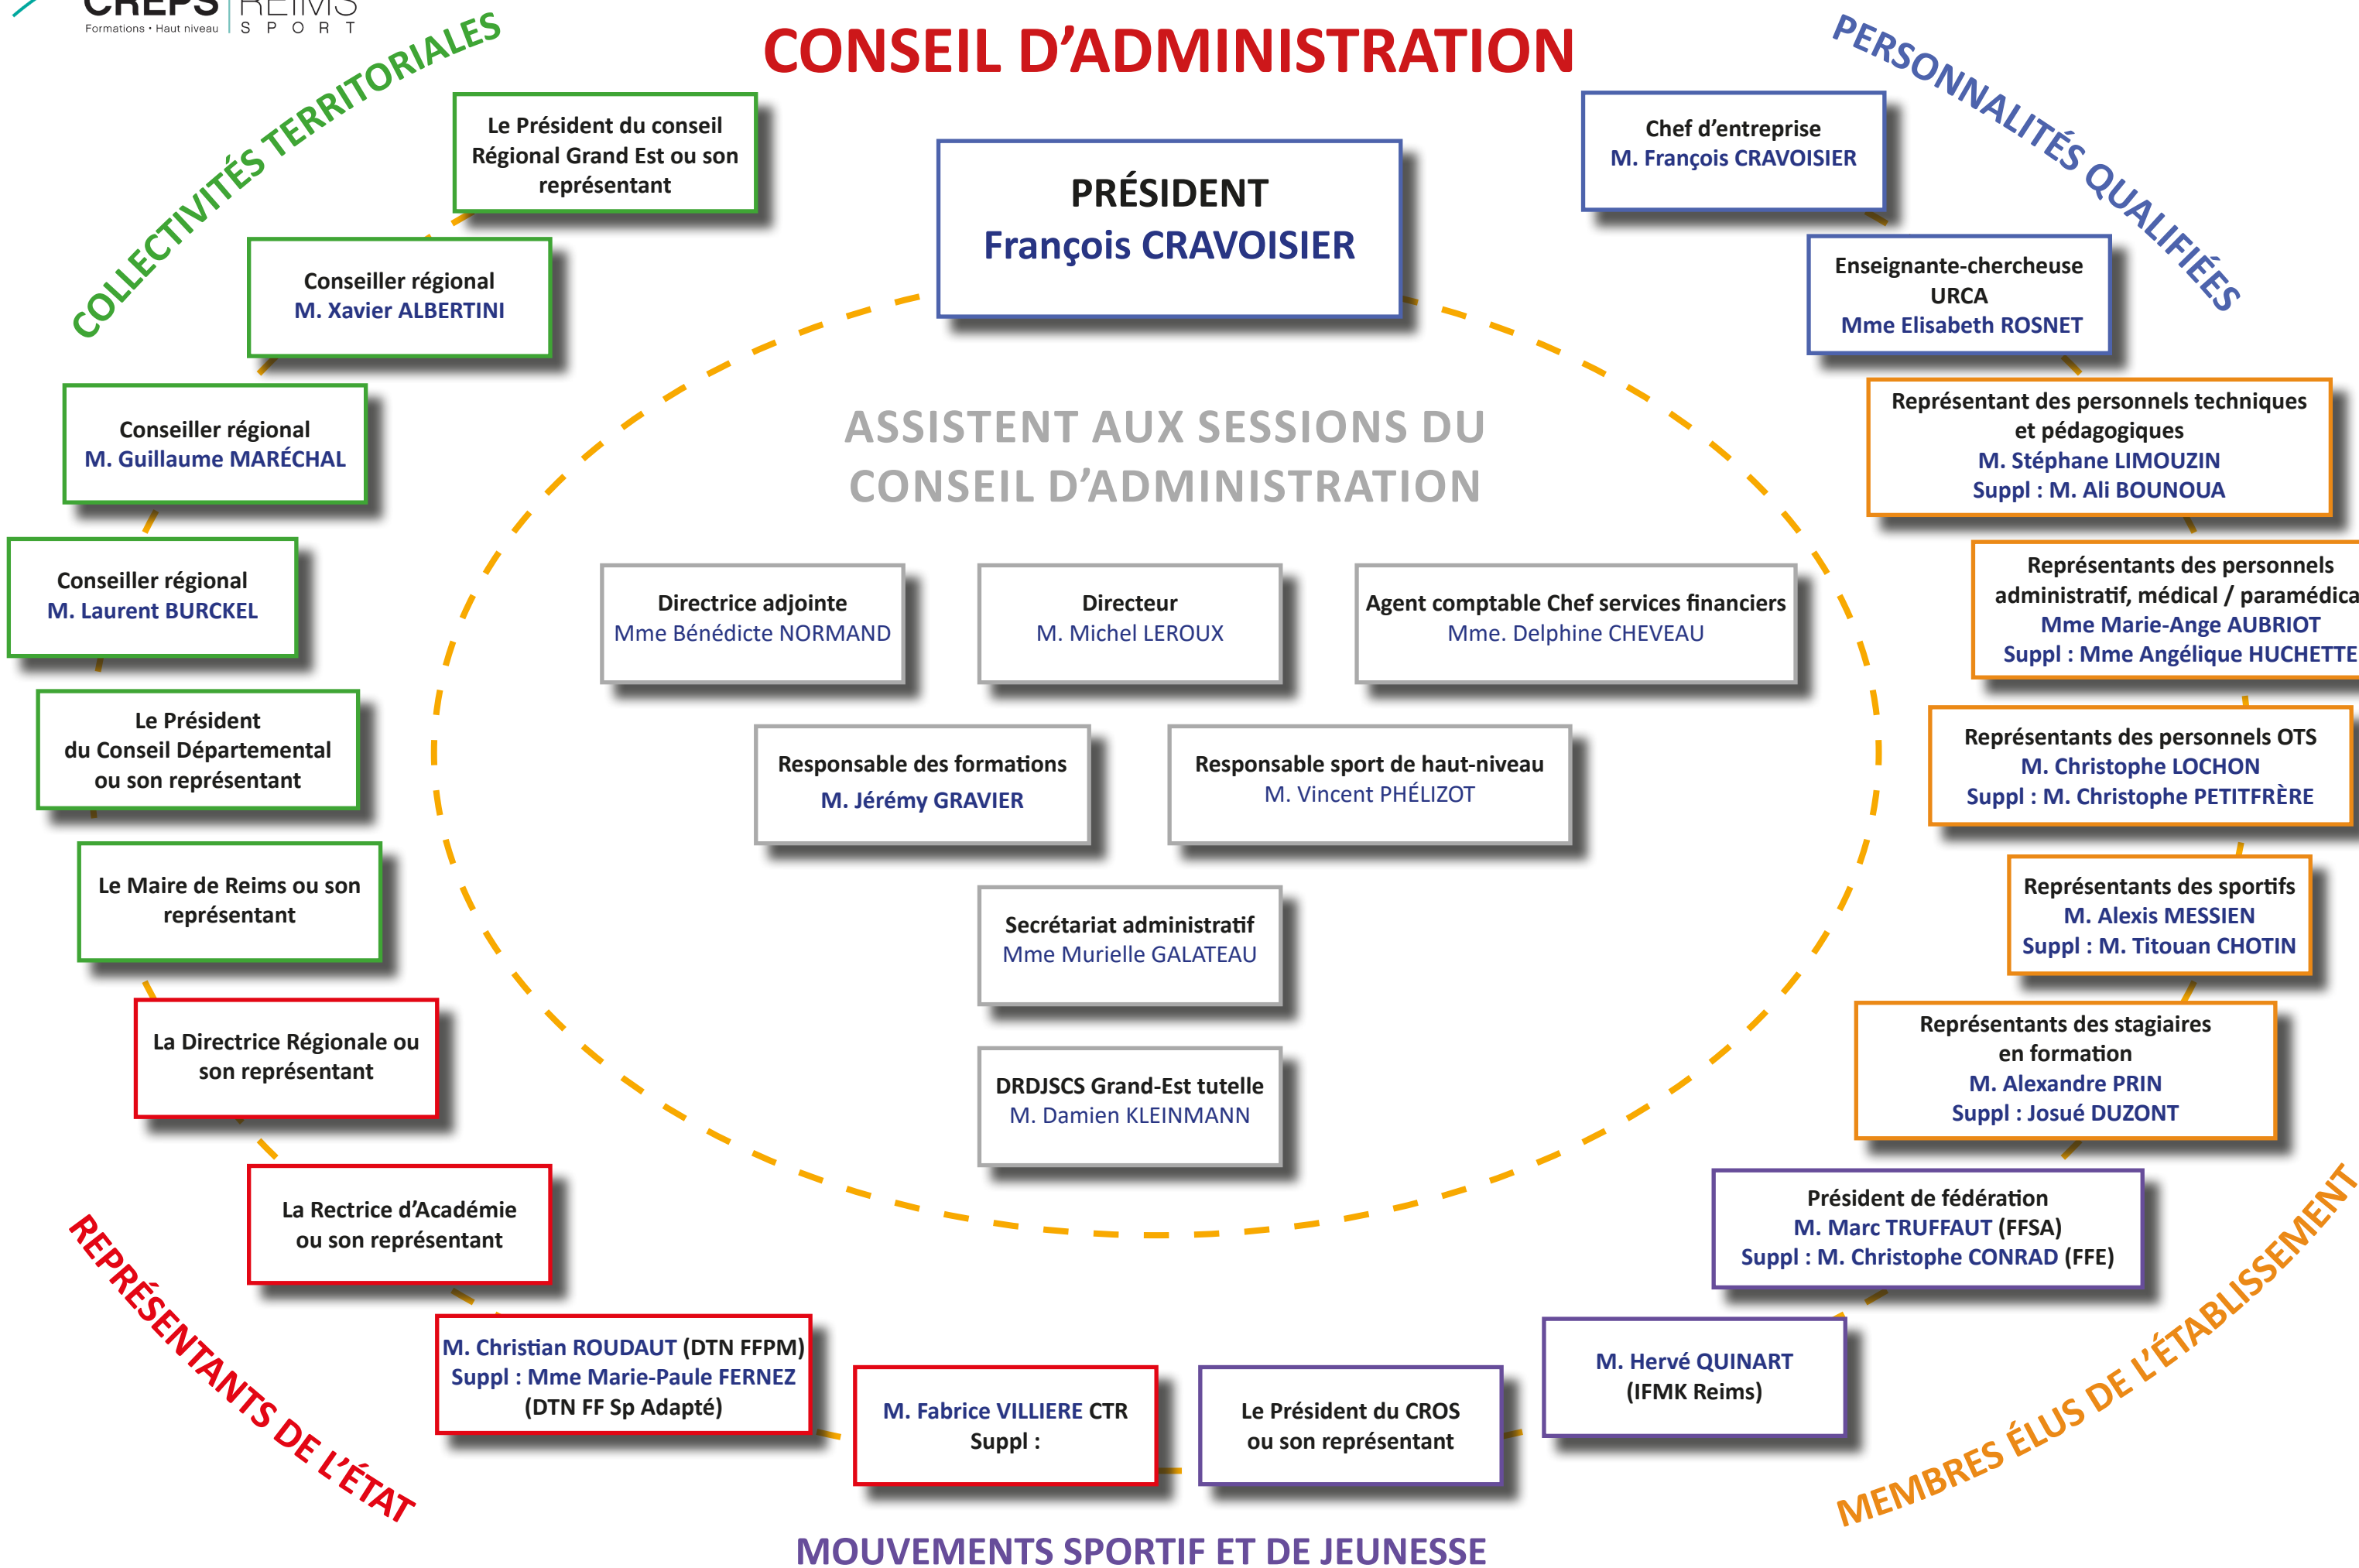 CREPS
REIMS
Formations • Haut niveau
SPORT
CONSEIL D’ADMINISTRATION
COLLECTIVITÉS TERRITORIALES
PERSONNALITÉS QUALIFIÉES
Le Président du conseil
Régional Grand Est ou son
représentant
Conseiller régional
M. Xavier ALBERTINI
Conseiller régional
M. Guillaume MARÉCHAL
Conseiller régional
M. Laurent BURCKEL
Le Président
du Conseil Départemental
ou son représentant
Le Maire de Reims ou son
représentant
La Directrice Régionale ou
son représentant
La Rectrice d’Académie
ou son représentant
M. Christian ROUDAUT (DTN FFPM)
Suppl : Mme Marie-Paule FERNEZ
(DTN FF Sp Adapté)
M. Fabrice VILLIERE CTR
Suppl :
REPRÉSENTANTS DE L’ÉTAT
PRÉSIDENT
François CRAVOISIER
ASSISTENT AUX SESSIONS DU
CONSEIL D’ADMINISTRATION
Directrice adjointe
Mme Bénédicte NORMAND
Directeur
M. Michel LEROUX
Agent comptable Chef services financiers
Mme. Delphine CHEVEAU
Responsable des formations
M. Jérémy GRAVIER
Responsable sport de haut-niveau
M. Vincent PHÉLIZOT
Secrétariat administratif
Mme Murielle GALATEAU
DRDJSCS Grand-Est tutelle
M. Damien KLEINMANN
Chef d’entreprise
M. François CRAVOISIER
Enseignante-chercheuse
URCA
Mme Elisabeth ROSNET
Représentant des personnels techniques
et pédagogiques
M. Stéphane LIMOUZIN
Suppl : M. Ali BOUNOUA
Représentants des personnels
administratif, médical / paramédica
Mme Marie-Ange AUBRIOT
Suppl : Mme Angélique HUCHETTE
Représentants des personnels OTS
M. Christophe LOCHON
Suppl : M. Christophe PETITFRÈRE
Représentants des sportifs
M. Alexis MESSIEN
Suppl : M. Titouan CHOTIN
Représentants des stagiaires
en formation
M. Alexandre PRIN
Suppl : Josué DUZONT
Président de fédération
M. Marc TRUFFAUT (FFSA)
Suppl : M. Christophe CONRAD (FFE)
M. Hervé QUINART
(IFMK Reims)
Le Président du CROS
ou son représentant
MEMBRES ÉLUS DE L’ÉTABLISSEMENT
MOUVEMENTS SPORTIF ET DE JEUNESSE